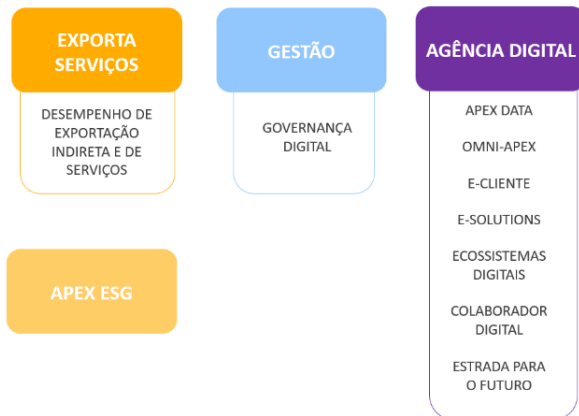 EXPORTA
SERVIÇOS
DESEMPENHO DE
EXPORTAÇÃO
INDIRETA E DE
SERVIÇOS
APEX ESG
GESTÃO
GOVERNANÇA
DIGITAL
AGÊNCIA DIGITAL
APEX DATA
OMNI-APEX
E-CLIENTE
E-SOLUTIONS
ECOSSISTEMAS
DIGITAIS
COLABORADOR
DIGITAL
ESTRADA PARA
O FUTURO